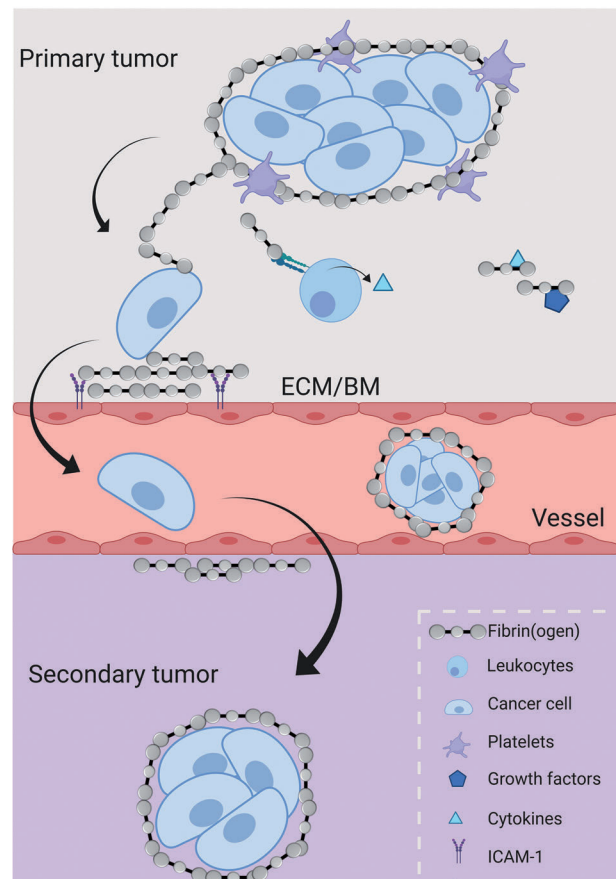 Primary tumor
ECM/BM
Vessel
Secondary tumor
Fibrin(ogen)
Leukocytes
Cancer cell
Platelets
Growth factors
Cytokines
ICAM-1